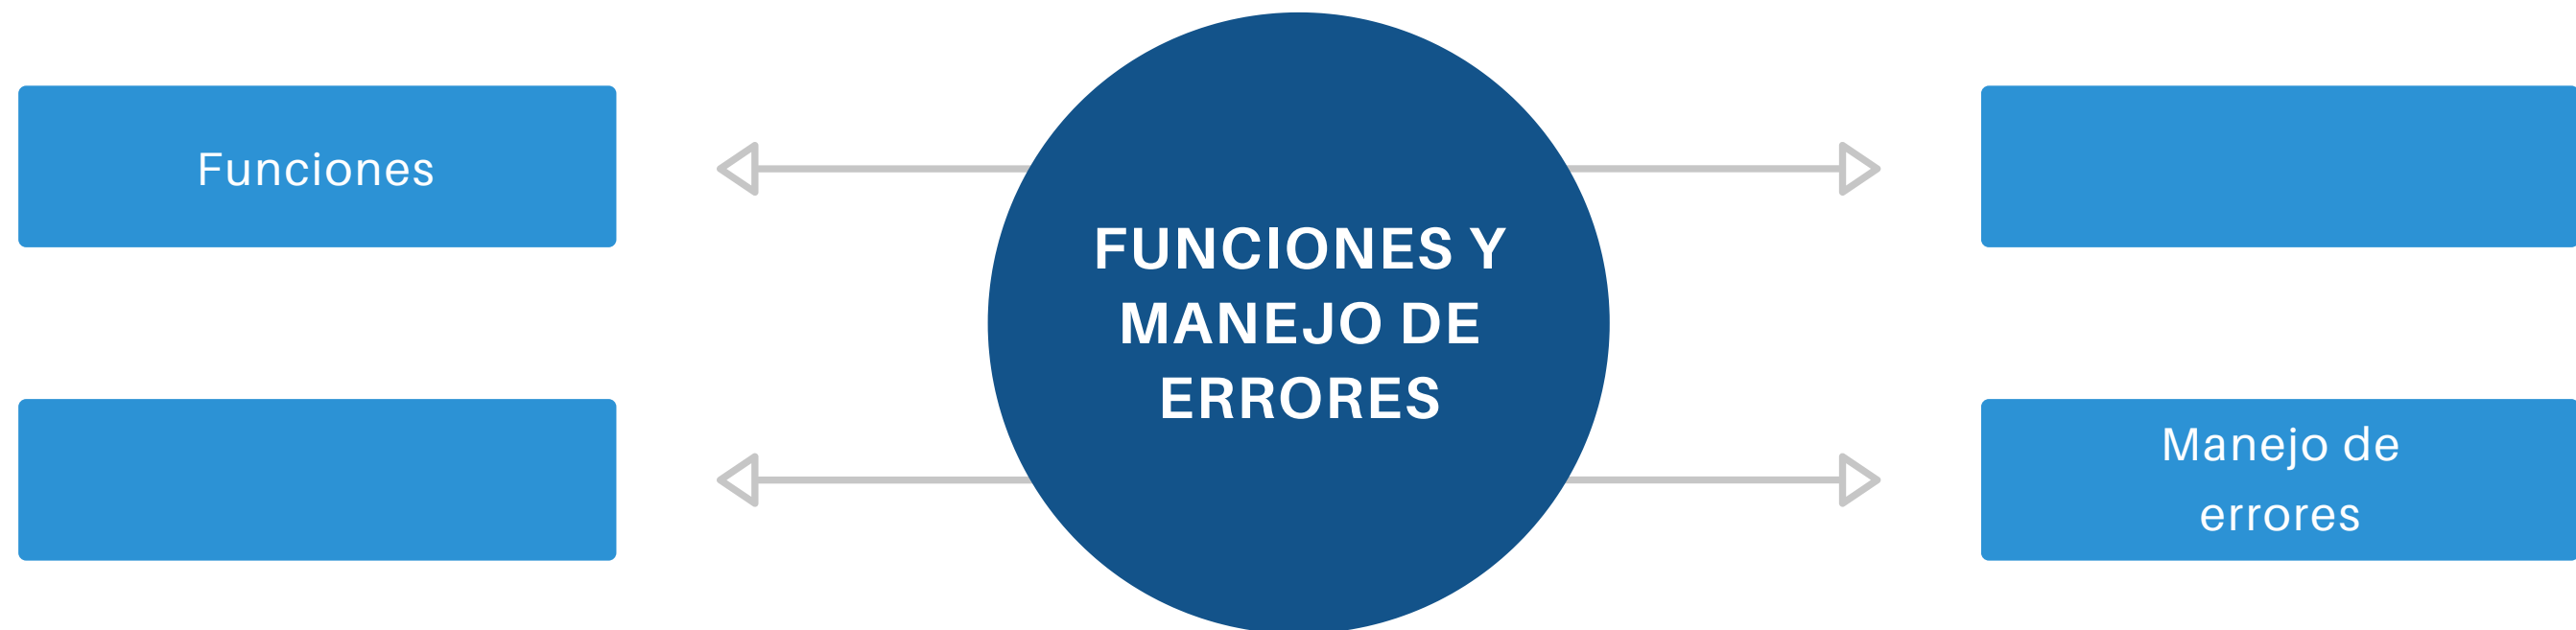 Funciones
FUNCIONES Y
MANEJO DE
ERRORES
Manejo de
errores